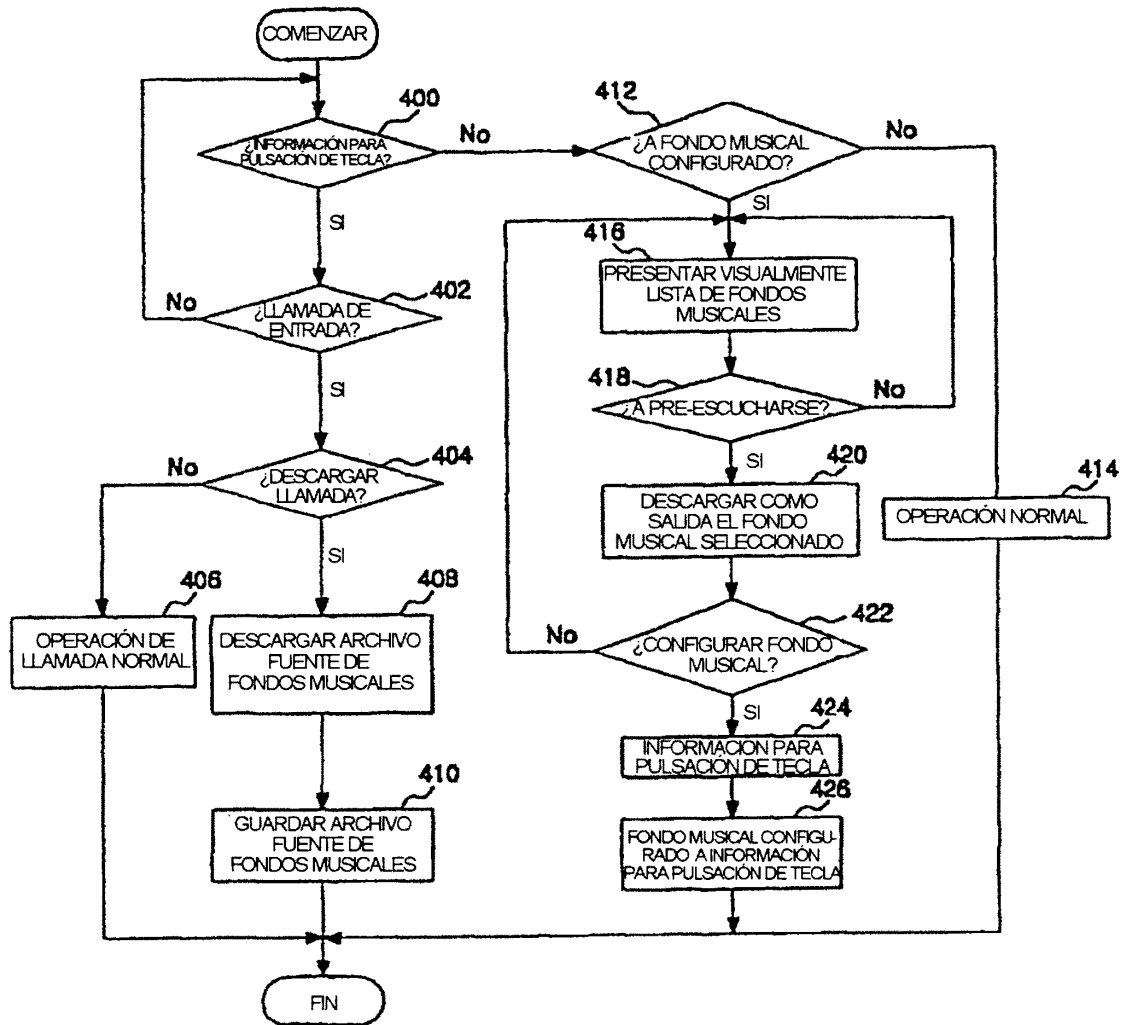 COMENZAR
400
¿INFORMACIÓN PARA
PULSACIÓN DE TECLA?
No
SI
402
¿LLAMADA DE
ENTRADA?
No
SI
404
¿DESCARGAR
LLAMADA?
No
SI
406
OPERACIÓN DE
LLAMADA NORMAL
408
DESCARGAR ARCHIVO
FUENTE DE
FONDOS MUSICALES
410
GUARDAR ARCHIVO
FUENTE DE
FONDOS MUSICALES
412
¿A FONDO MUSICAL
CONFIGURADO?
No
SI
414
OPERACIÓN NORMAL
416
PRESENTAR VISUALMENTE
LISTA DE FONDOS
MUSICALES
418
¿A PRE-ESCUCHARSE?
No
SI
420
DESCARGAR COMO
SALIDA EL FONDO
MUSICAL SELECCIONADO
422
¿CONFIGURAR FONDO
MUSICAL?
No
SI
424
INFORMACION PARA
PULSACIÓN DE TECLA
426
FONDO MUSICAL CONFIGU-
RADO A INFORMACIÓN
PARA PULSACIÓN DE TECLA
FIN